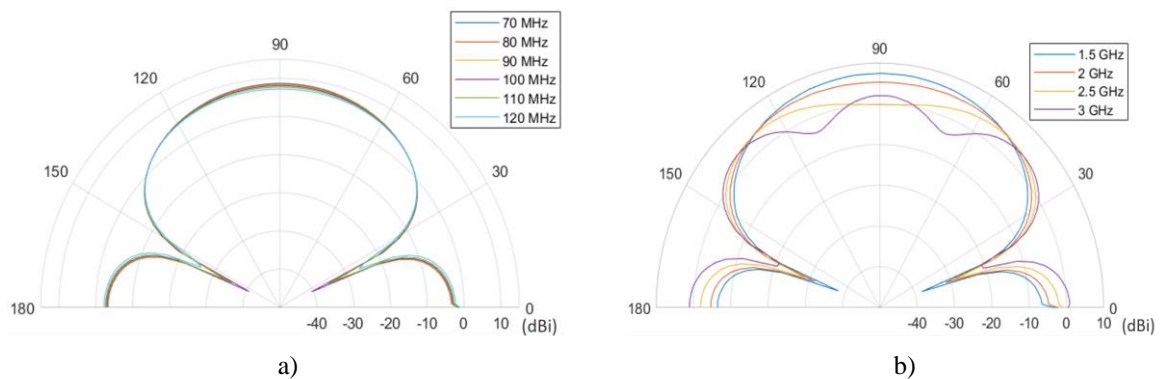 70 MHz
80 MHz
90 MHz
100 MHz
110 MHz
120 MHz
90
120
60
150
30
180
0
-40 -30 -20 -10 0 15 (dBi)
a)
1.5 GHz
2 GHz
2.5 GHz
3 GHz
90
120
60
150
30
180
0
-40 -30 -20 -10 0 10 (dBi)
b)